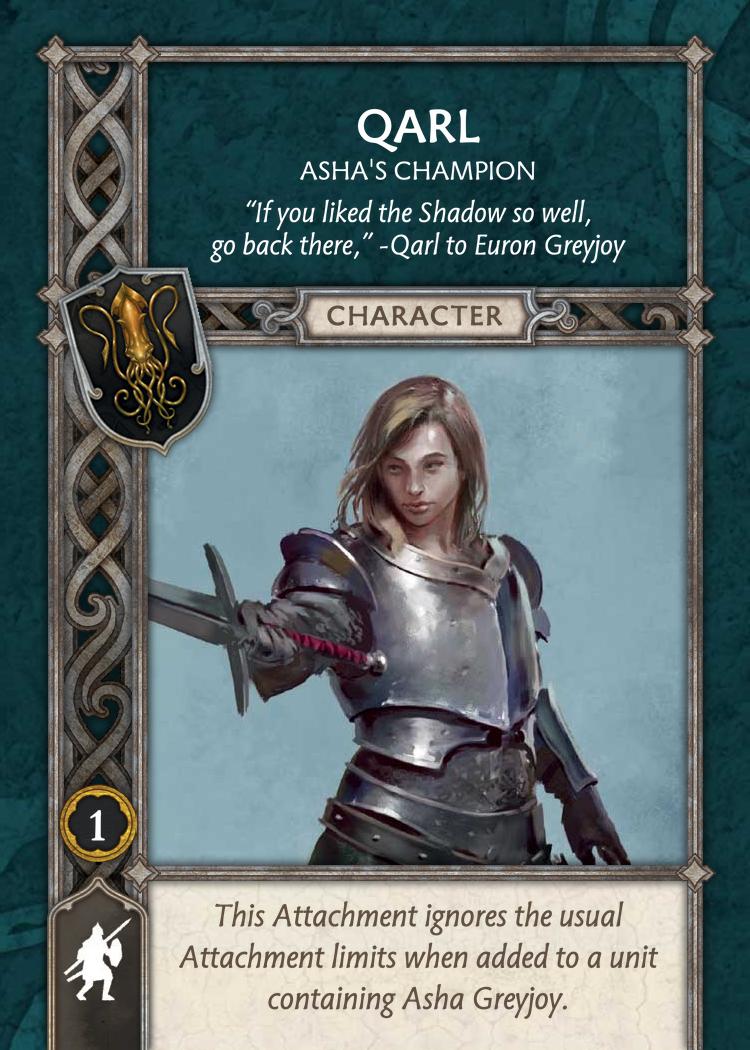 QARL
ASHA'S CHAMPION
“If you liked the Shadow so well,
go back there,” -Qarl to Euron Greyjoy
CHARACTER
1
This Attachment ignores the usual
Attachment limits when added to a unit
containing Asha Greyjoy.